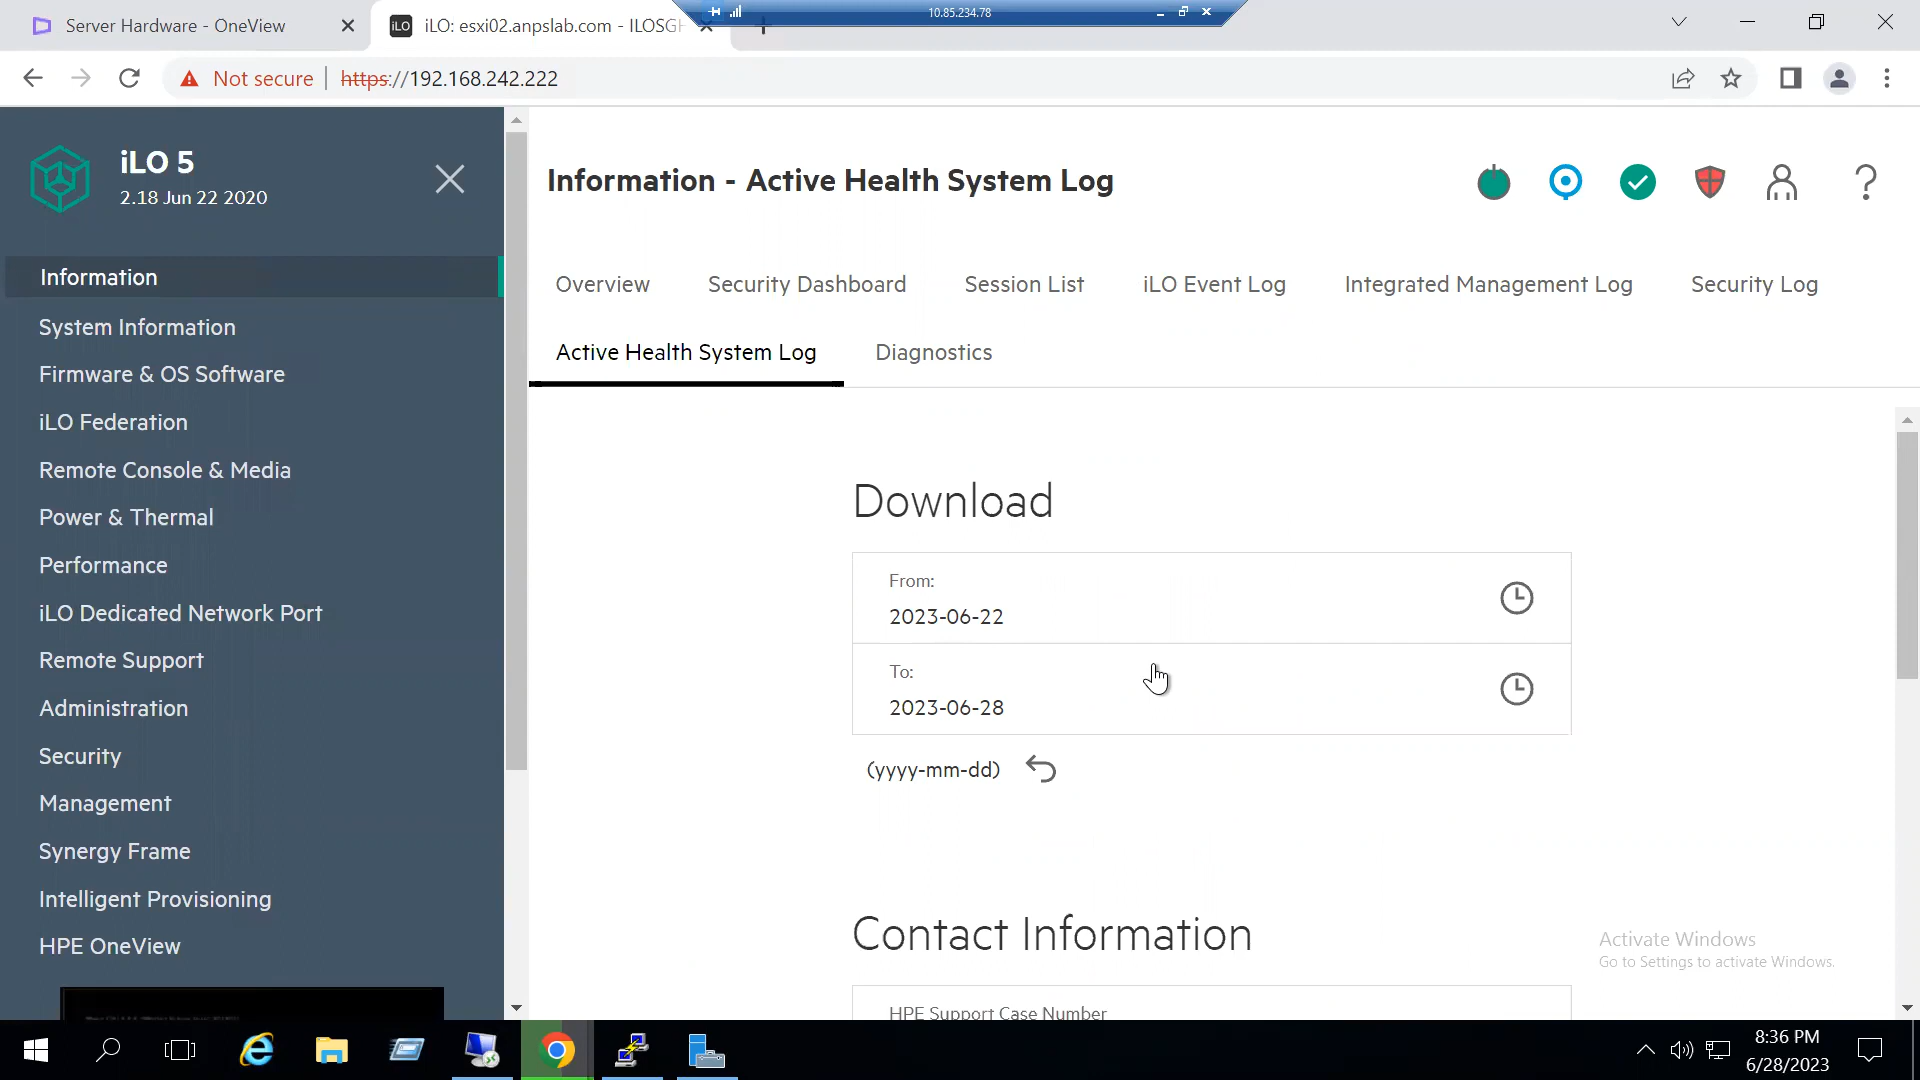 Server Hardware - OneView
iLO: esxi02.anpslab.com - ILOSGH
10.85.234.78
Not secure
https://192.168.242.222
iLO 5
2.18 Jun 22 2020
Information - Active Health System Log
Information
System Information
Firmware & OS Software
iLO Federation
Remote Console & Media
Power & Thermal
Performance
iLO Dedicated Network Port
Remote Support
Administration
Security
Management
Synergy Frame
Intelligent Provisioning
HPE OneView
Overview
Security Dashboard
Session List
iLO Event Log
Integrated Management Log
Security Log
Active Health System Log
Diagnostics
Download
From:
2023-06-22
To:
2023-06-28
(yyyy-mm-dd)
Contact Information
HPE Support Case Number
Activate Windows
Go to Settings to activate Windows.
8:36 PM
6/28/2023